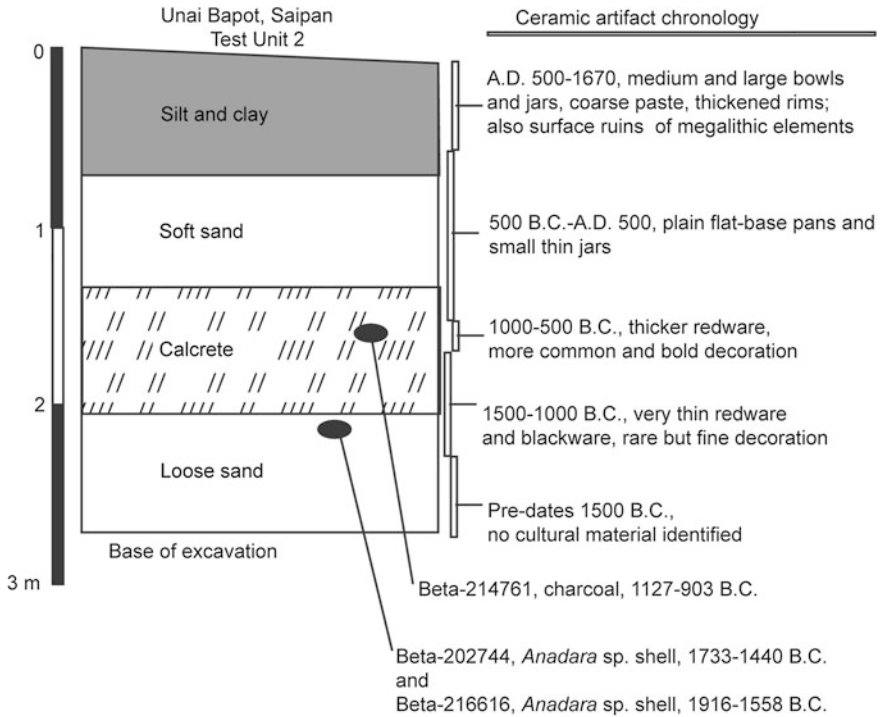 Unai Bapot, Saipan
Test Unit 2
Ceramic artifact chronology
0
Silt and clay
A.D. 500-1670, medium and large bowls
and jars, coarse paste, thickened rims;
also surface ruins of megalithic elements
1
Soft sand
500 B.C.-A.D. 500, plain flat-base pans and
small thin jars
Calcrete
1000-500 B.C., thicker redware,
more common and bold decoration
2
1500-1000 B.C., very thin redware
and blackware, rare but fine decoration
Loose sand
Pre-dates 1500 B.C.,
no cultural material identified
Base of excavation
3 m
Beta-214761, charcoal, 1127-903 B.C.
Beta-202744, Anadara sp. shell, 1733-1440 B.C.
and
Beta-216616, Anadara sp. shell, 1916-1558 B.C.